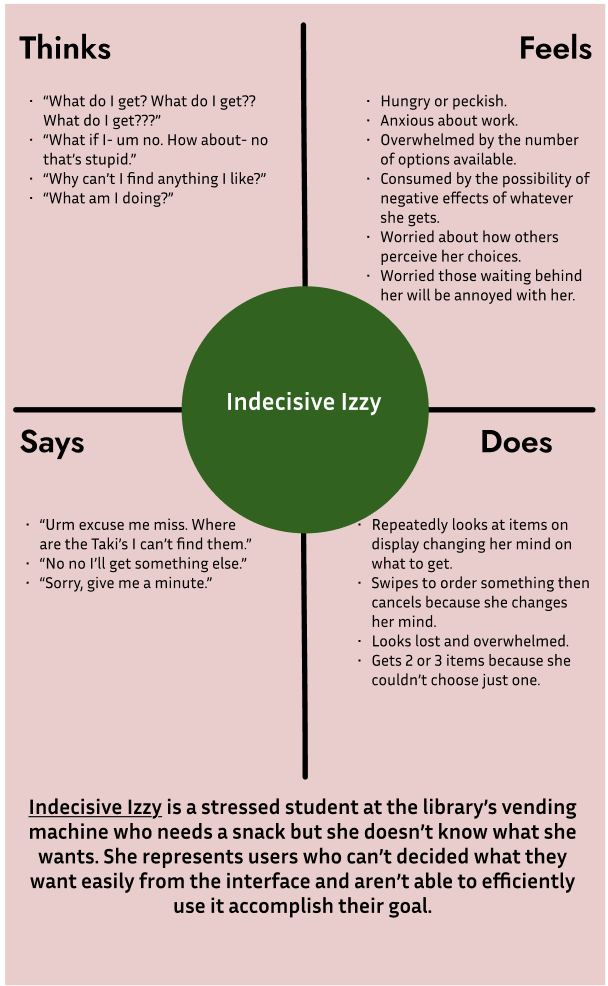 Thinks
· “What do I get? What do I get??
What do I get???”
· “What if I- um no. How about- no
that’s stupid.”
· “Why can’t I find anything I like?”
· “What am I doing?”
Feels
· Hungry or peckish.
· Anxious about work.
· Overwhelmed by the number
of options available.
· Consumed by the possibility of
negative effects of whatever
she gets.
· Worried about how others
perceive her choices.
· Worried those waiting behind
her will be annoyed with her.
Indecisive Izzy
Says
· “Urm excuse me miss. Where
are the Taki’s I can’t find them.”
· “No no I’ll get something else.”
· “Sorry, give me a minute.”
Does
· Repeatedly looks at items on
display changing her mind on
what to get.
· Swipes to order something then
cancels because she changes
her mind.
· Looks lost and overwhelmed.
· Gets 2 or 3 items because she
couldn’t choose just one.
Indecisive Izzy is a stressed student at the library’s vending
machine who needs a snack but she doesn’t know what she
wants. She represents users who can’t decided what they
want easily from the interface and aren’t able to efficiently
use it accomplish their goal.